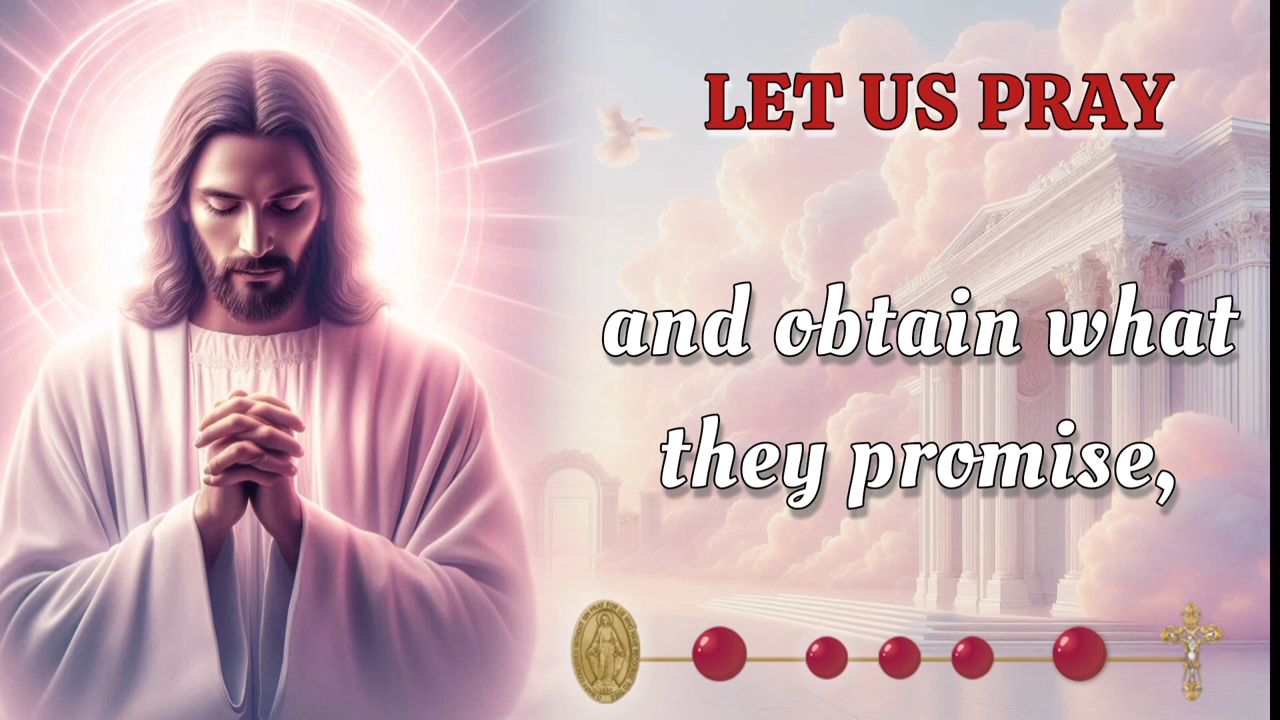 LET US PRAY
and obtain what
they promise,